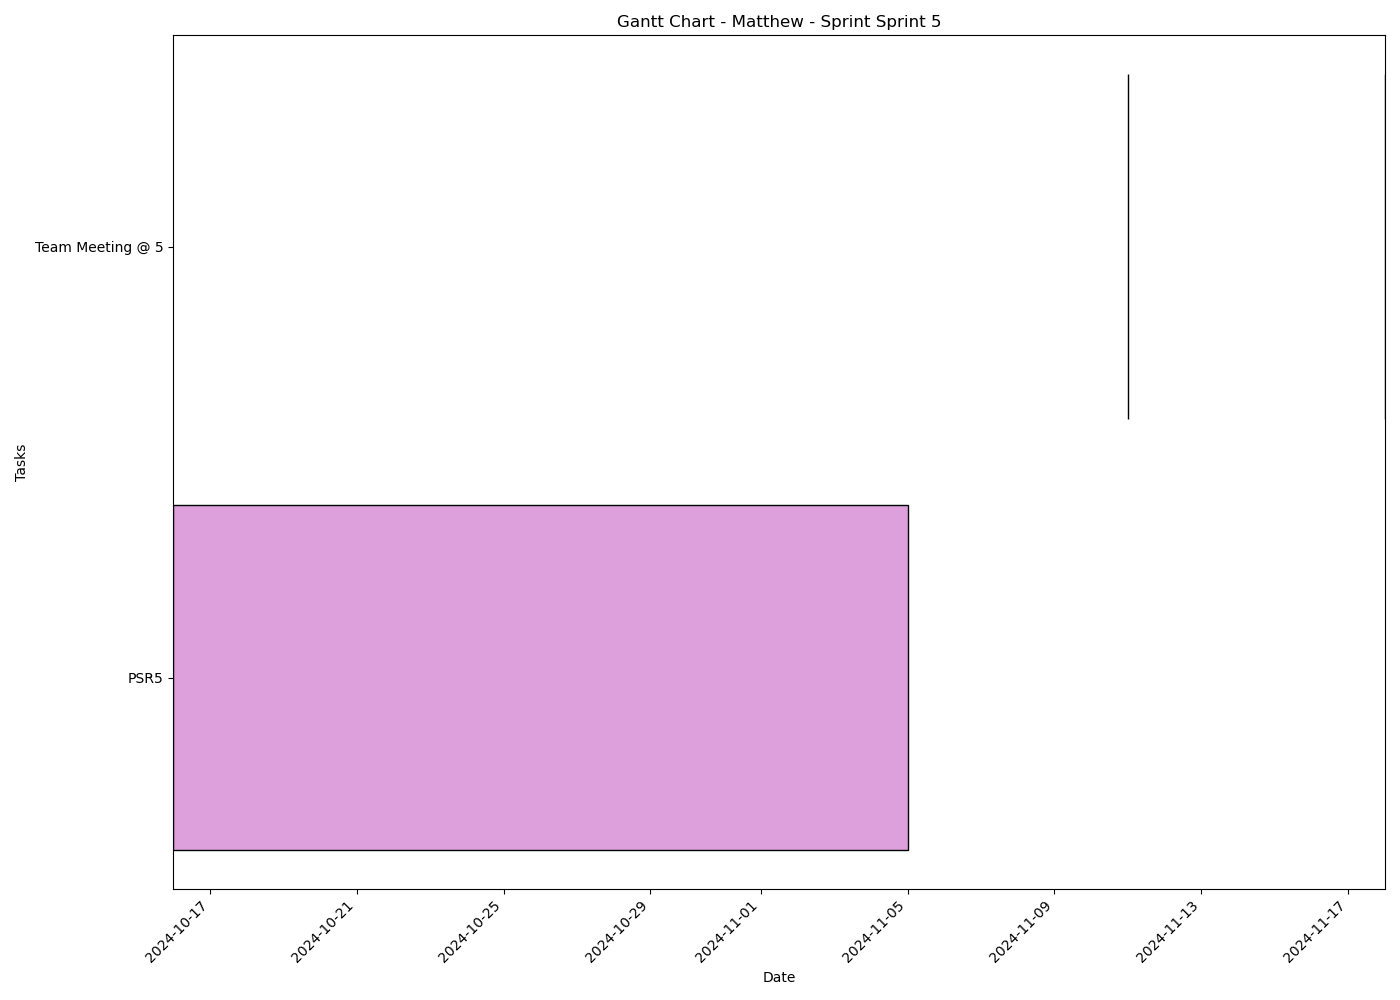 Gantt Chart - Matthew - Sprint Sprint 5
Team Meeting @ 5
Tasks
PSR5
2024-10-17
2024-10-21
2024-10-25
2024-10-29
2024-11-01
2024-11-05
2024-11-09
2024-11-13
2024-11-17
Date